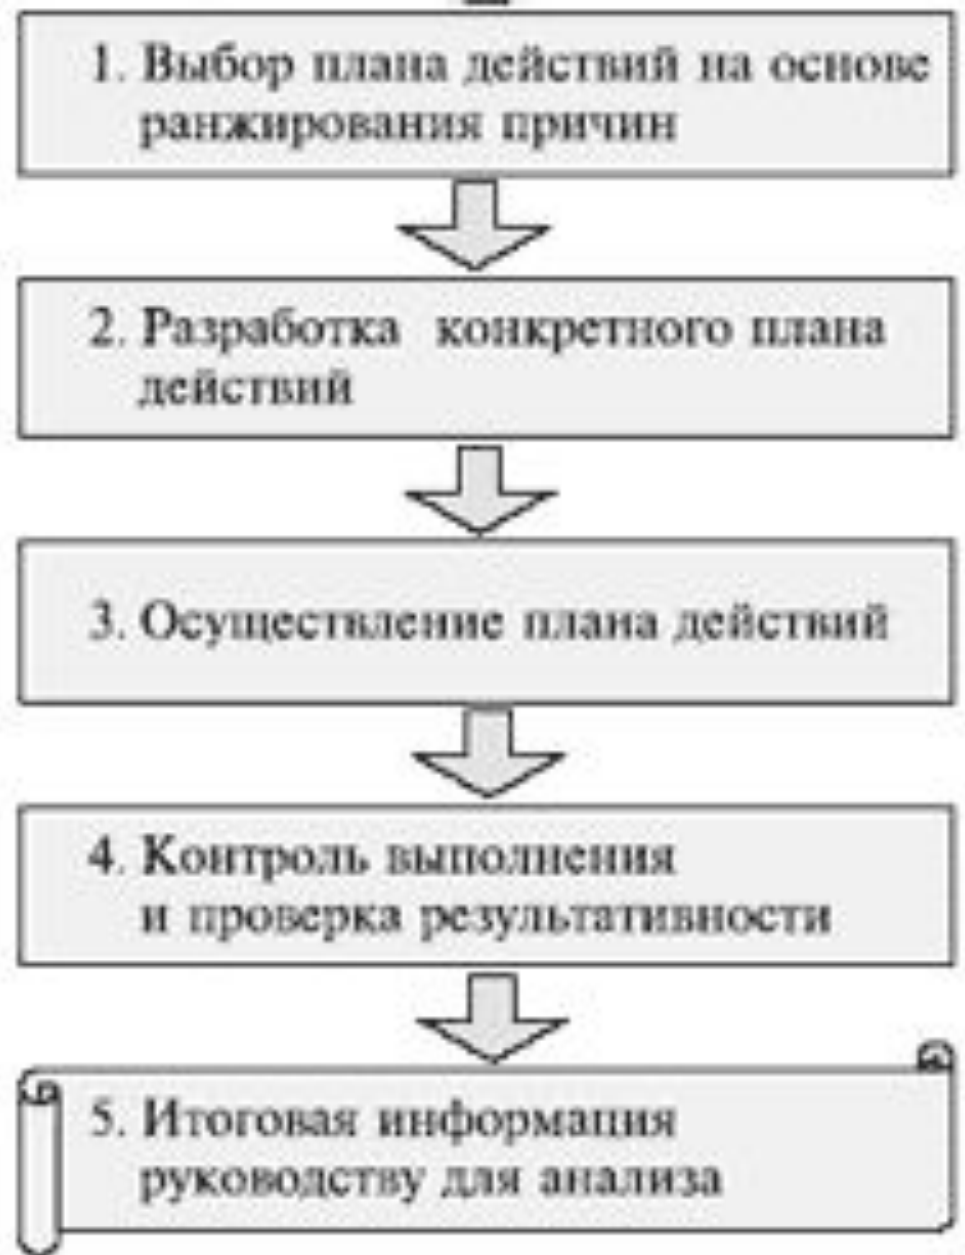 1. Выбор плана действий на основе
ранжирования причин
2. Разработка конкретного плана
действий
3. Осуществление плана действий
4. Контроль выполнения
и проверка результативности
5. Итоговая информация
руководству для анализа